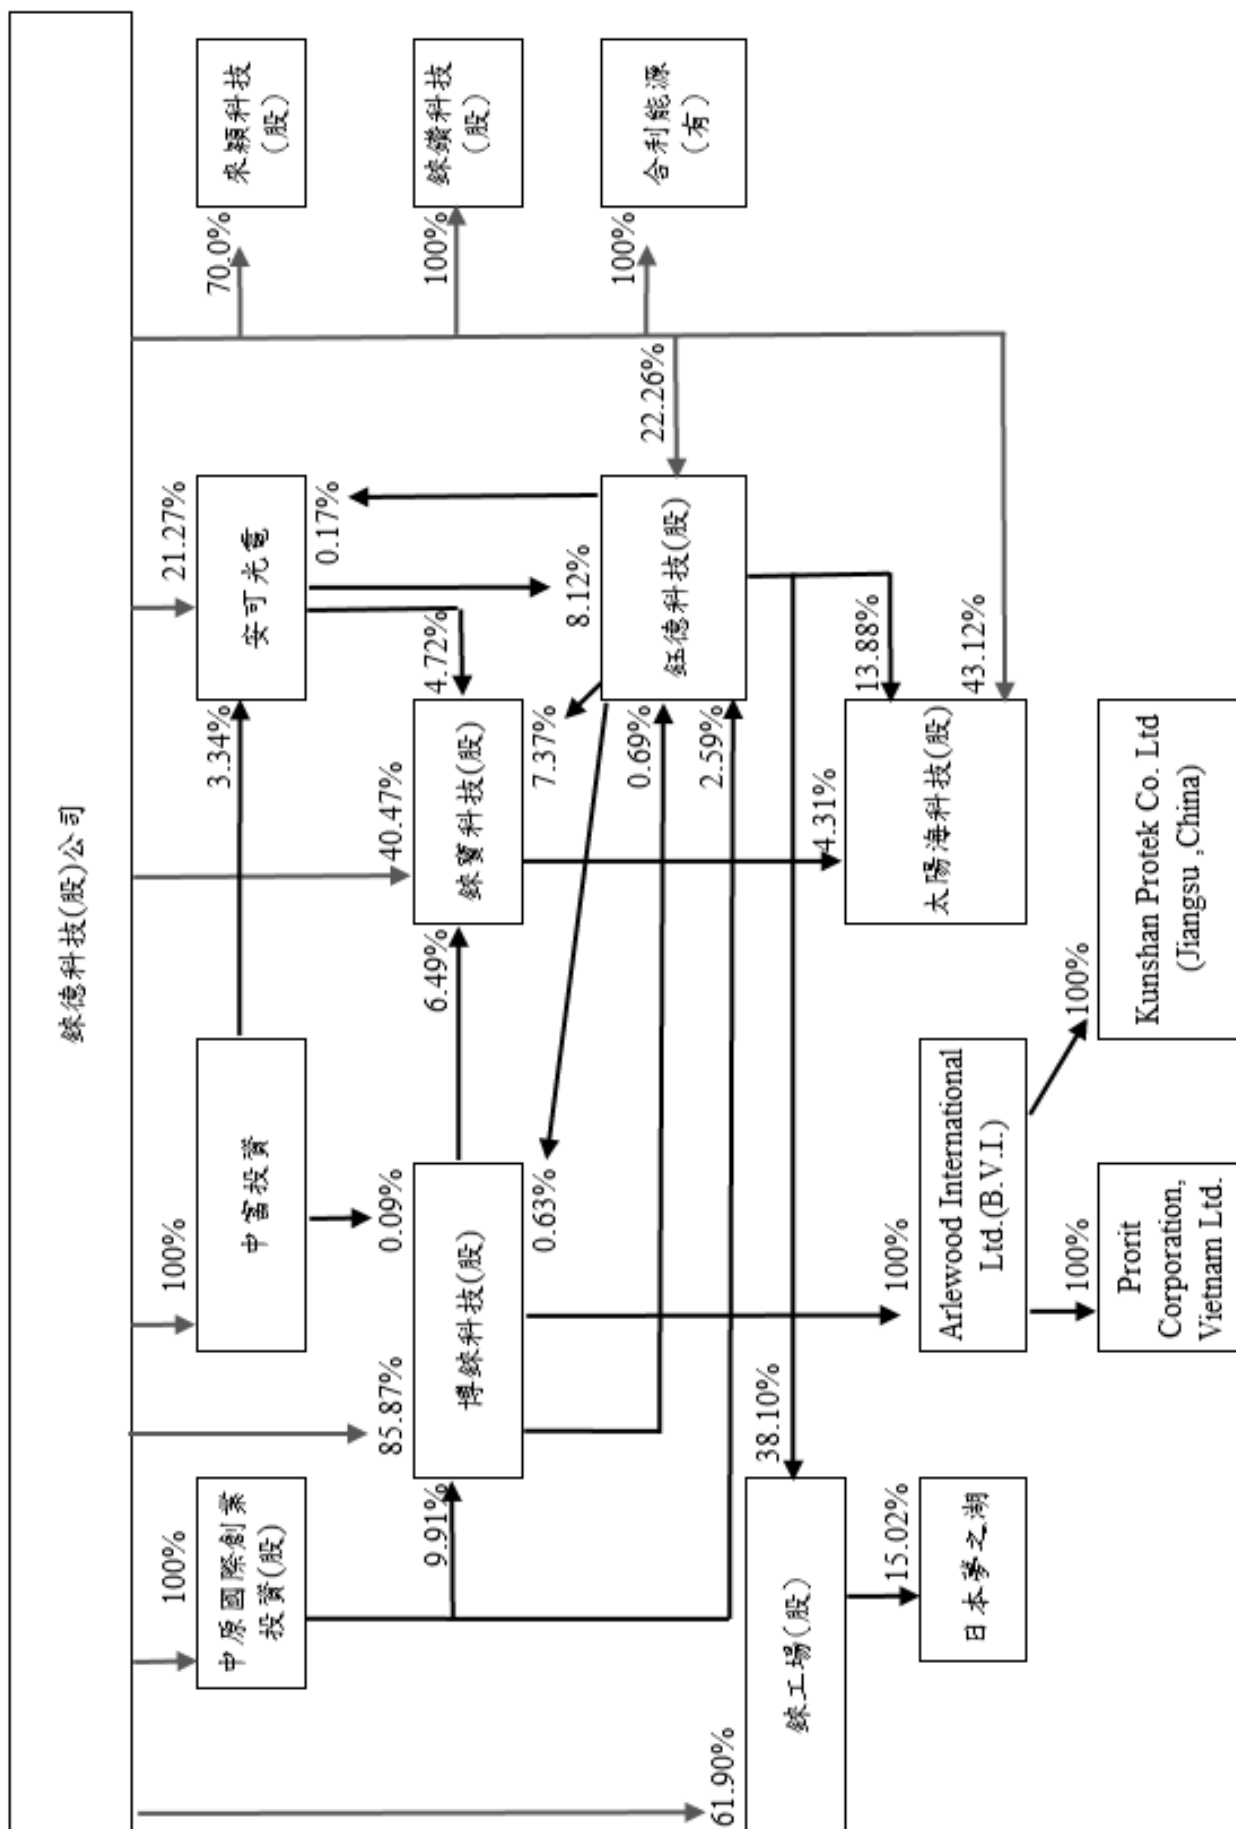 錸德科技(股)公司
100%
100%
21.27%
中原國際創業
投資(股)
中富投資
3.34%
安可光電
70.0%
來穎科技
(股)
85.87%
0.09%
40.47%
0.17%
9.91%
博錸科技(股)
6.49%
錸寶科技(股)
4.72%
100%
錸鑽科技
(股)
0.63%
7.37%
8.12%
0.69%
鈺德科技(股)
22.26%
100%
合利能源
(有)
2.59%
61.90%
38.10%
錸工場(股)
4.31%
13.88%
太陽海科技(股)
43.12%
15.02%
100%
日本夢之湖
Arlewood International
Ltd.(B.V.I.)
100%
100%
Prorit
Corporation,
Vietnam Ltd.
Kunshan Protek Co. Ltd
(Jiangsu ,China)